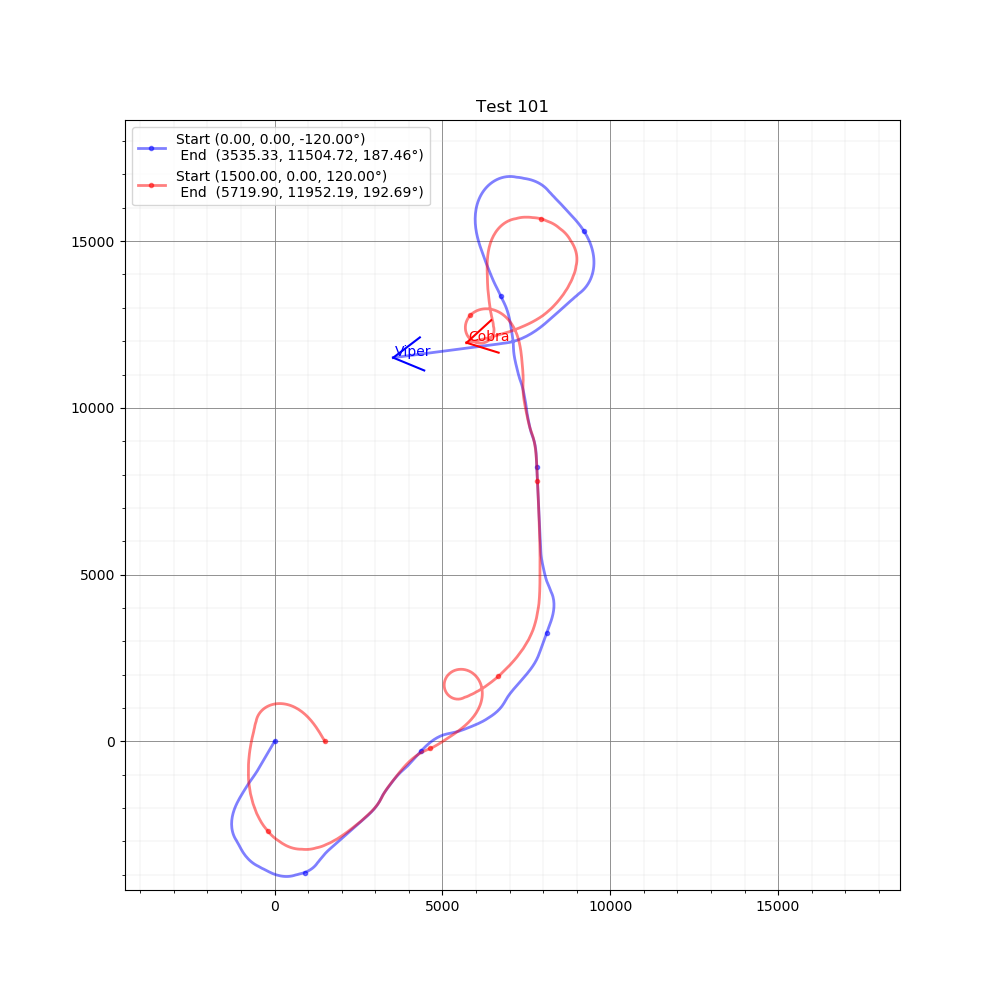 Test 101
Start (0.00, 0.00, -120.00°)
End  (3535.33, 11504.72, 187.46°)
Start (1500.00, 0.00, 120.00°)
End  (5719.90, 11952.19, 192.69°)
15000
Cobra
Viper
10000
5000
0
0 5000 10000 15000